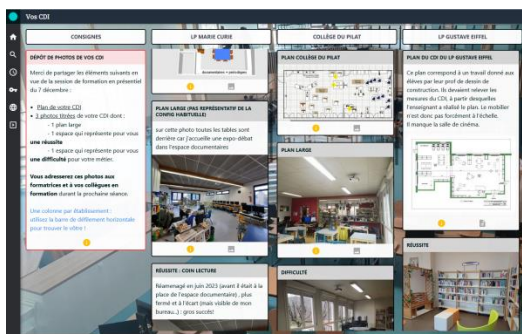 Vos CDI
CONSIGNES
DÉPÔT DE PHOTOS DE VOS CDI
Merci de partager les éléments suivants en
vue de la session de formation en présentiel
du 7 décembre :
• Plan de votre CDI
• 3 photos titrées de votre CDI dont :
- 1 plan large
- 1 espace qui représente pour vous
une réussite
- 1 espace qui représente pour vous
une difficulté pour votre métier.
Vous adresserez ces photos aux
formatrices et à vos collègues en
formation durant la prochaine séance.
Une colonne par établissement :
utilisez la barre de défilement horizontale
pour trouver le vôtre !
LP MARIE CURIE
documentation + périodiques
PLAN LARGE (PAS REPRÉSENTATIF DE LA
CONFIG HABITUELLE)
sur cette photo toutes les tables sont
derrière car j'accueille une expo-débat
dans l'espace documentaires
RÉUSSITE : COIN LECTURE
Réaménagé en juin 2023 (avant il était à la
place de l'espace documentaire) , plus
fermé et à l'écart (mais visible de mon
bureau...) : gros succès!
COLLÈGE DU PILAT
PLAN COLLÈGE DU PILAT
PLAN LARGE
DIFFICULTÉ
LP GUSTAVE EIFFEL
PLAN DU CDI DU LP GUSTAVE EIFFEL
Ce plan correspond à un travail donné aux
élèves par leur prof de dessin de
construction. Ils devaient relever les
mesures du CDI, à partir desquelles
l'enseignant a réalisé le plan. Le mobilier
n'est donc pas forcément à l'échelle.
Il manque la salle de cinéma.
RÉUSSITE